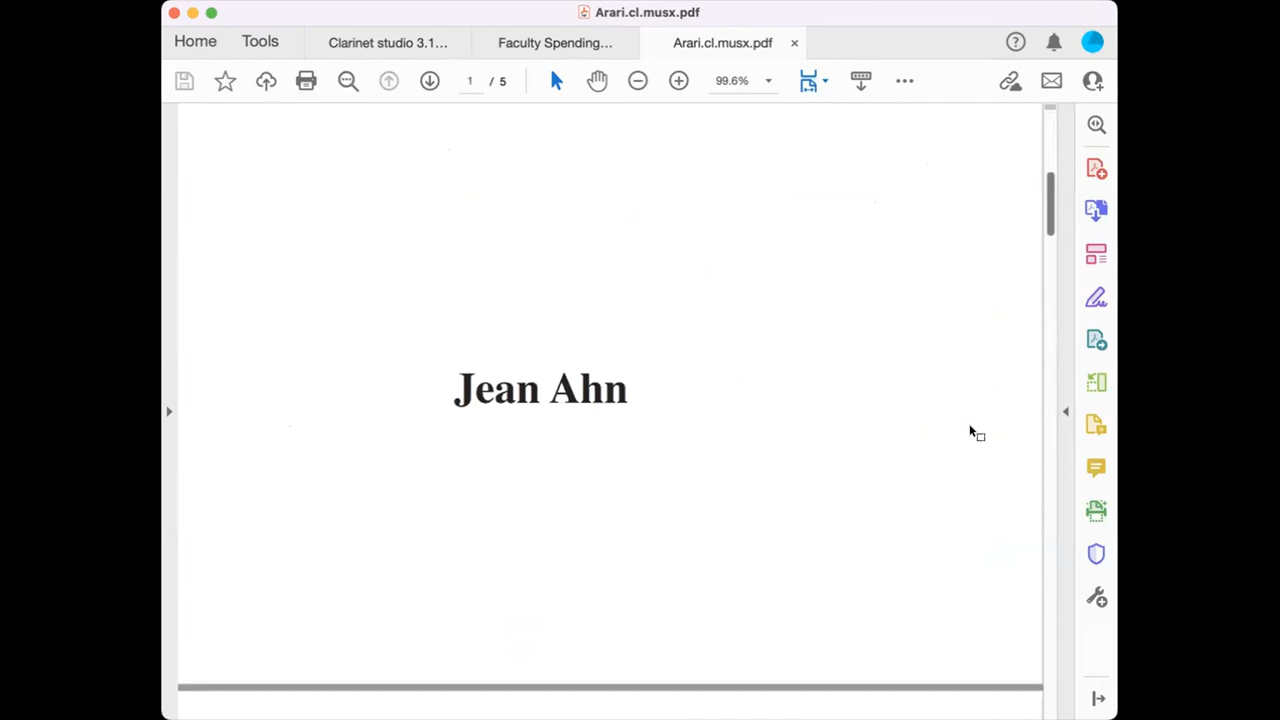 Arari.cl.musx.pdf
Home Tools Clarinet studio 3.1... Faculty Spending... Arari.cl.musx.pdf
1 / 5 99.6%
Jean Ahn